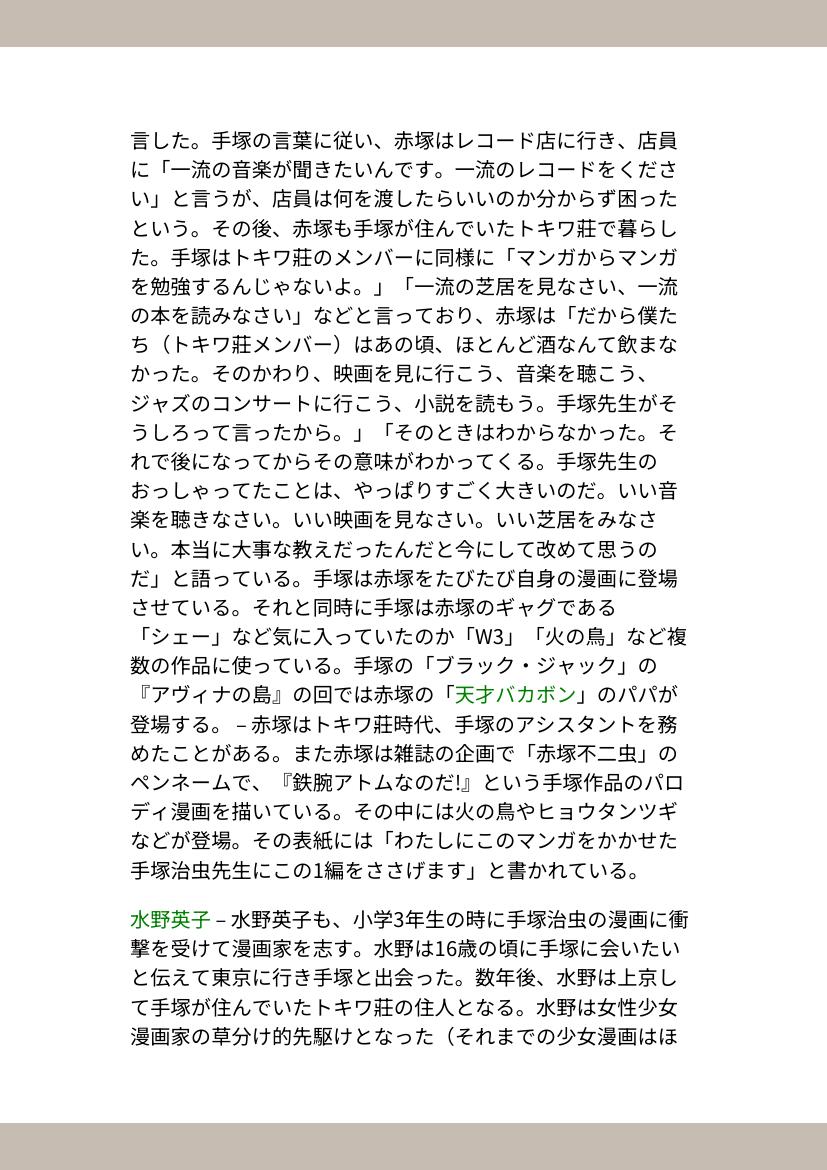 言した。手塚の言葉に従い、赤塚はレコード店に行き、店員
に「一流の音楽が聞きたいんです。一流のレコードをくださ
い」と言うが、店員は何を渡したらいいのか分からず困った
という。その後、赤塚も手塚が住んでいたトキワ荘で暮らし
た。手塚はトキワ荘のメンバーに同様に「マンガからマンガ
を勉強するんじゃないよ。」「一流の芝居を見なさい、一流
の本を読みなさい」などと言っており、赤塚は「だから僕た
ち（トキワ荘メンバー）はあの頃、ほとんど酒なんて飲まな
かった。そのかわり、映画を見に行こう、音楽を聴こう、
ジャズのコンサートに行こう、小説を読もう。手塚先生がそ
うしろって言ったから。」「そのときはわからなかった。そ
れで後になってからその意味がわかってくる。手塚先生の
おっしゃってたことは、やっぱりすごく大きいのだ。いい音
楽を聴きなさい。いい映画を見なさい。いい芝居をみなさ
い。本当に大事な教えだったんだと今にして改めて思うの
だ」と語っている。手塚は赤塚をたびたび自身の漫画に登場
させている。それと同時に手塚は赤塚のギャグである
「シェー」など気に入っていたのか「W3」「火の鳥」など複
数の作品に使っている。手塚の「ブラック・ジャック」の
『アヴィナの島』の回では赤塚の「天才バカボン」のパパが
登場する。 – 赤塚はトキワ荘時代、手塚のアシスタントを務
めたことがある。また赤塚は雑誌の企画で「赤塚不二虫」の
ペンネームで、『鉄腕アトムなのだ!』という手塚作品のパロ
ディ漫画を描いている。その中には火の鳥やヒョウタンツギ
などが登場。その表紙には「わたしにこのマンガをかかせた
手塚治虫先生にこの1編をささげます」と書かれている。
水野英子 – 水野英子も、小学3年生の時に手塚治虫の漫画に衝
撃を受けて漫画家を志す。水野は16歳の頃に手塚に会いたい
と伝えて東京に行き手塚と出会った。数年後、水野は上京し
て手塚が住んでいたトキワ荘の住人となる。水野は女性少女
漫画家の草分け的先駆けとなった（それまでの少女漫画はほ